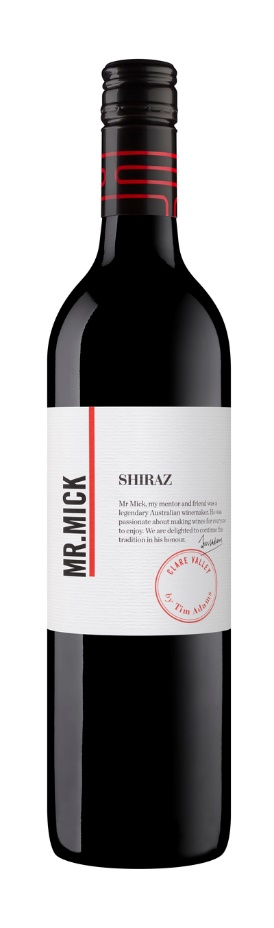 MR.MICK
SHIRAZ
Mr Mick, my mentor and friend was a
legendary Australian winemaker. He was
passionate about making wines for everyone
to enjoy. We are delighted to continue this
tradition in his honour.
CLARE VALLEY
by Tim Adams